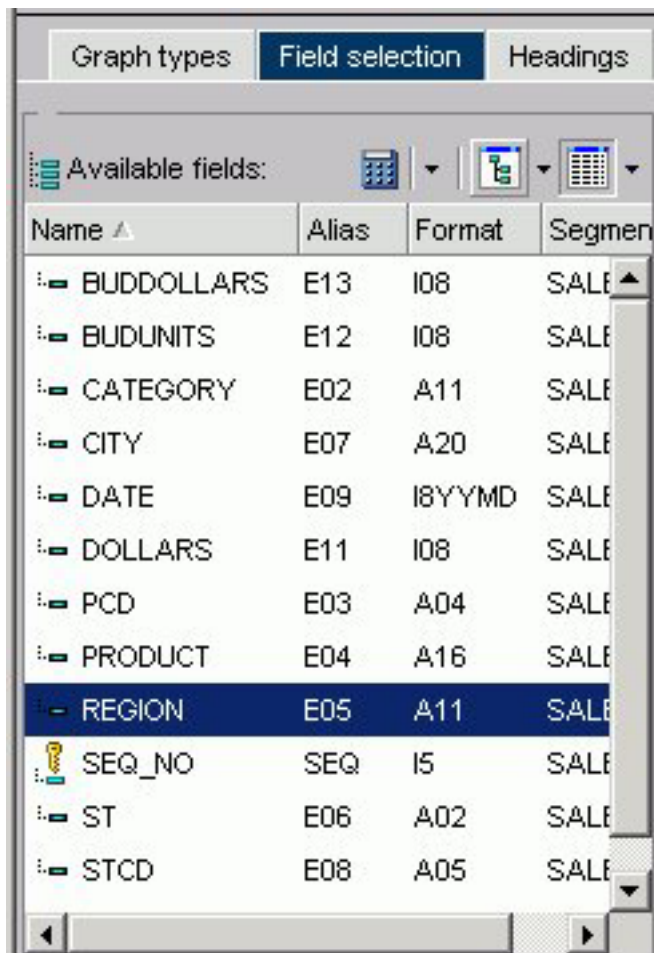 Graph types Field selection Headings
Available fields:
Name Alias Format Segmen
BUDDOLLARS E13 I08 SALE
BUDUNITS E12 I08 SALE
CATEGORY E02 A11 SALE
CITY E07 A20 SALE
DATE E09 I8YYMD SALE
DOLLARS E11 I08 SALE
PCD E03 A04 SALE
PRODUCT E04 A16 SALE
REGION E05 A11 SALE
SEQ_NO SEQ I5 SALE
ST E06 A02 SALE
STCD E08 A05 SALE